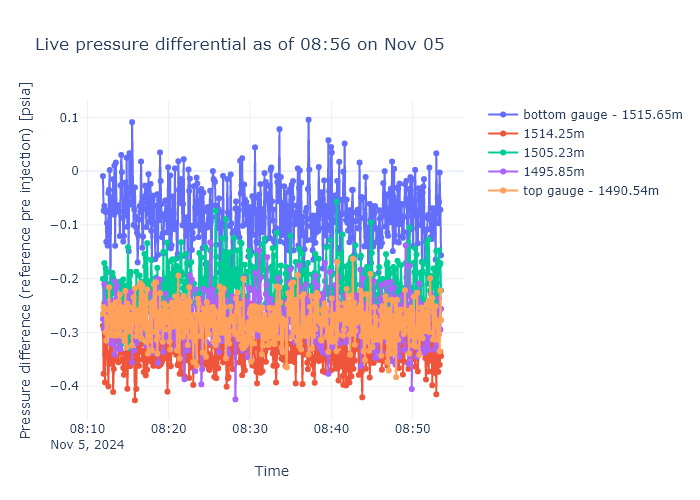 Live pressure differential as of 08:56 on Nov 05
Pressure difference (reference pre injection) [psia]
0.1
0
−0.1
−0.2
−0.3
−0.4
08:10
08:20
08:30
08:40
08:50
Nov 5, 2024
Time
bottom gauge - 1515.65m
1514.25m
1505.23m
1495.85m
top gauge - 1490.54m